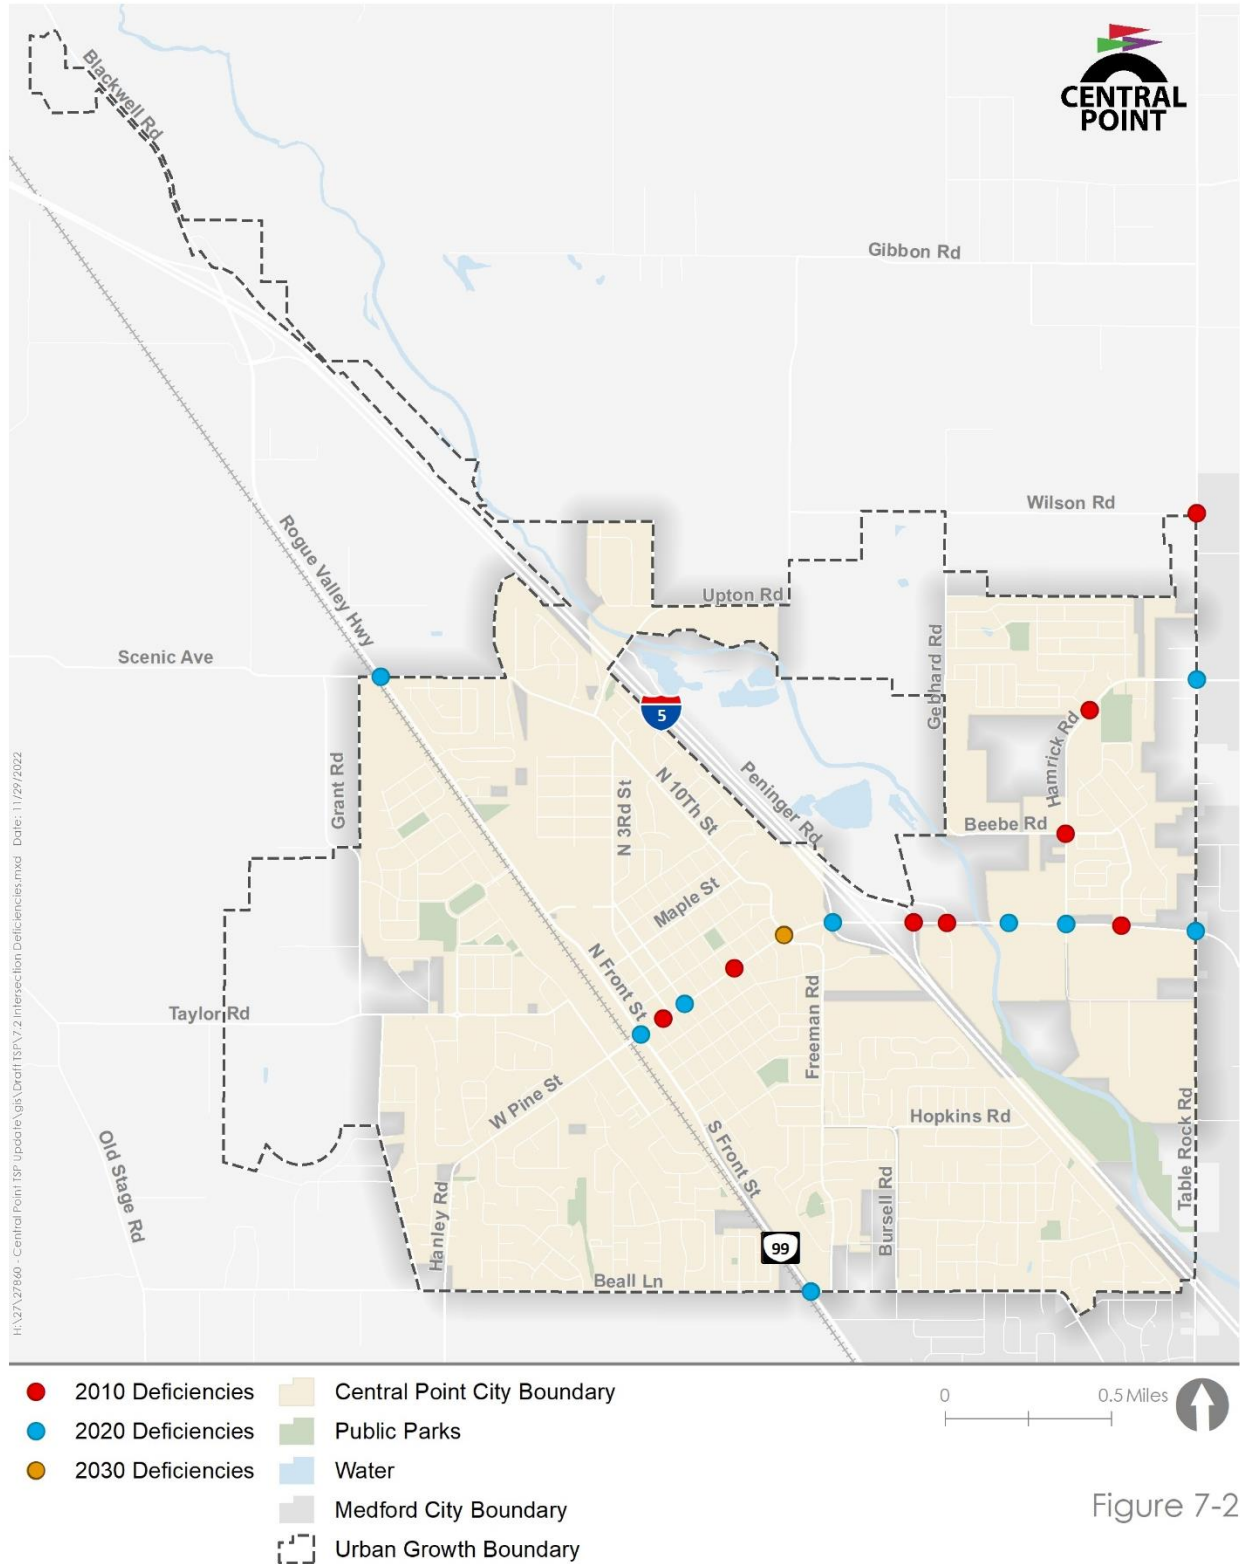 CENTRAL
POINT
Blackwell Rd
Gibbon Rd
Wilson Rd
Rogue Valley Hwy
Upton Rd
Scenic Ave
Gebhard Rd
5
Hamrick Rd
Grant Rd
N 3Rd St
N 10Th St
Peninger Rd
Beebe Rd
Maple St
N Front St
Taylor Rd
Freeman Rd
W Pine St
Hopkins Rd
Old Stage Rd
S Front St
Table Rock Rd
Hanley Rd
Bursell Rd
99
Beall Ln
H:\27\27860 - Central Point TSP Update\gis\Draft TSP\7.2 Intersection Deficiencies.mxd Date: 11/29/2022
2010 Deficiencies
2020 Deficiencies
2030 Deficiencies
Central Point City Boundary
Public Parks
Water
Medford City Boundary
Urban Growth Boundary
0 0.5 Miles
Figure 7-2